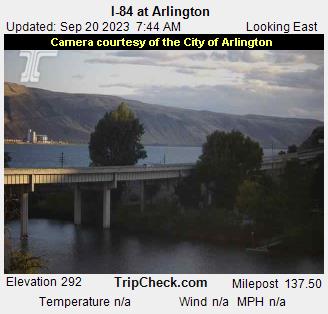 I-84 at Arlington
Updated: Sep 20 2023 7:44 AM Looking East
Camera courtesy of the City of Arlington
Elevation 292 TripCheck.com Milepost 137.50
Temperature n/a Wind n/a MPH n/a